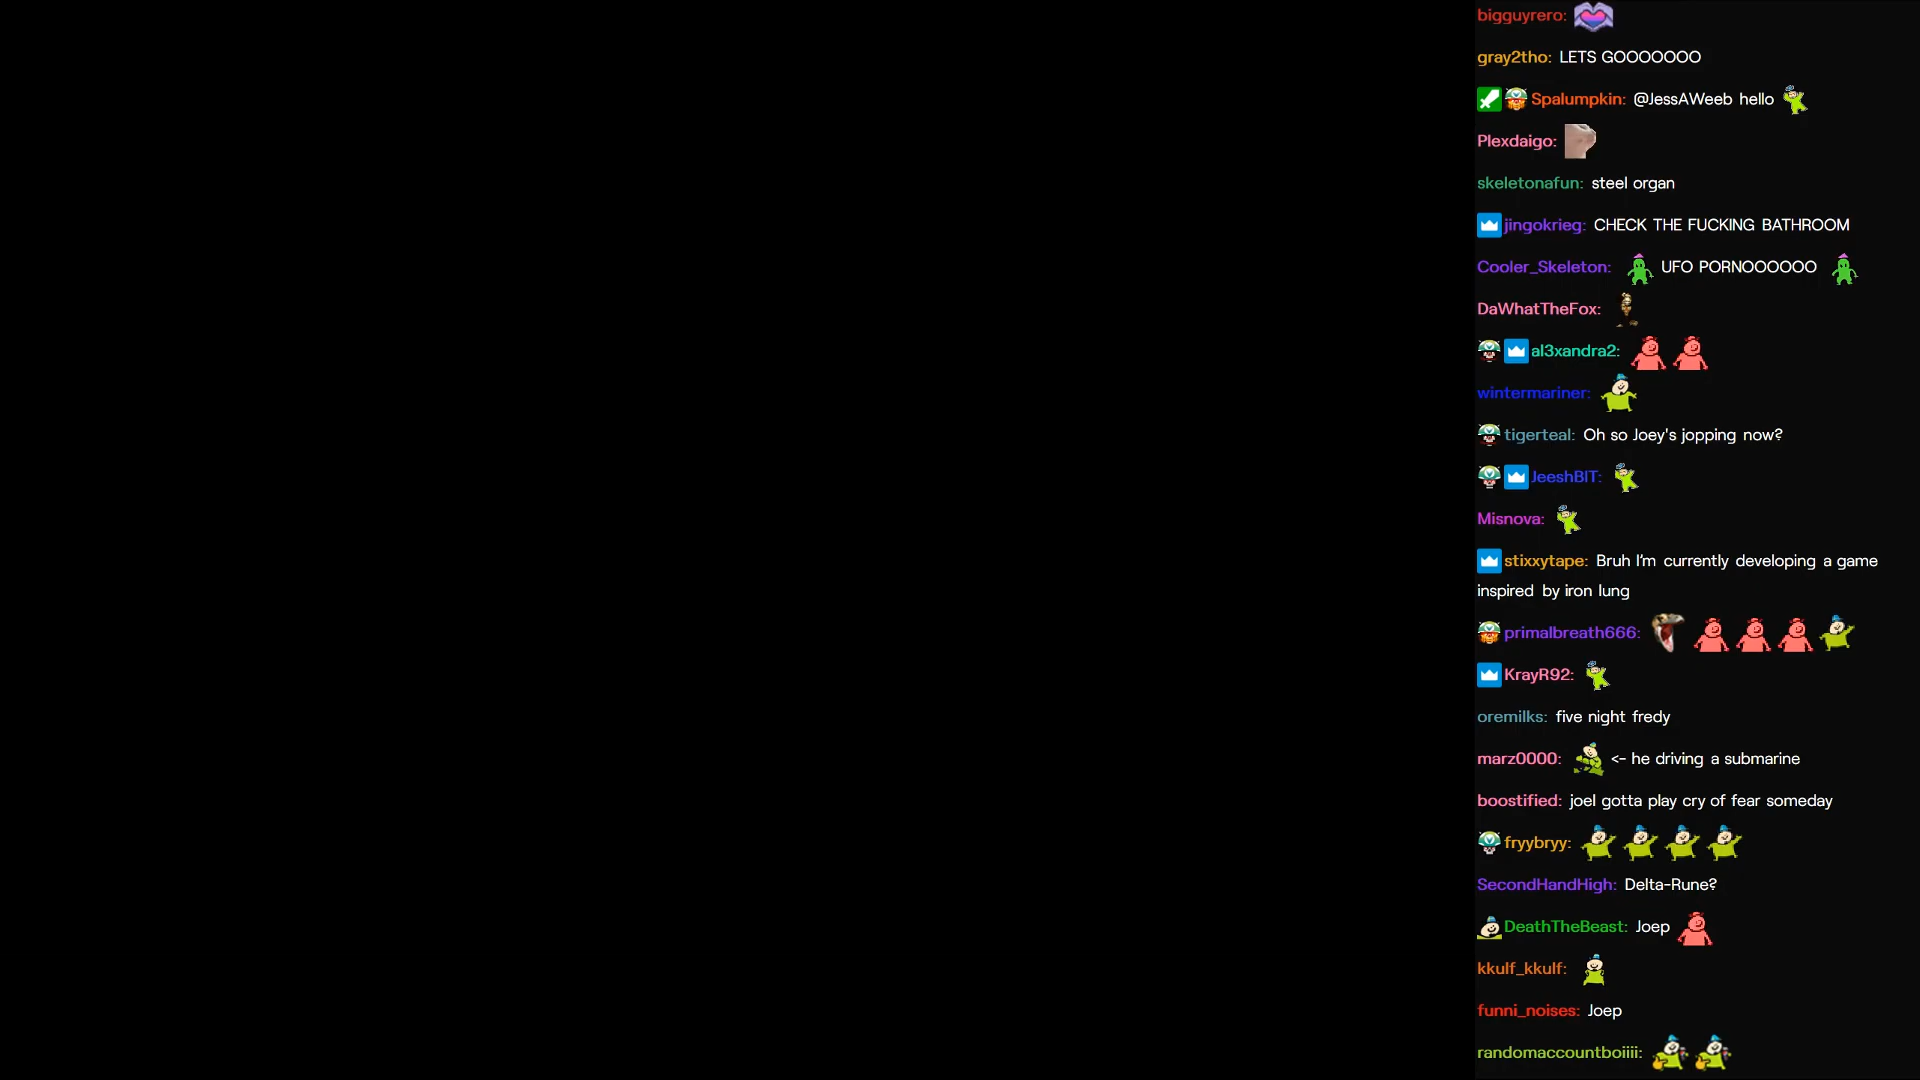 bigguyrero:
gray2tho: LETS GOOOOOOO
Spalumpkin: @JessAWeeb hello
Plexdaigo:
skeletonafun: steel organ
jingokrieg: CHECK THE FUCKING BATHROOM
Cooler_Skeleton: UFO PORNOOOOOO
DaWhatTheFox:
al3xandra2:
wintermariner:
tigerteal: Oh so Joey's jopping now?
JeeshBIT:
Misnova:
stixxytape: Bruh I'm currently developing a game
inspired by iron lung
primalbreath666:
KrayR92:
oremilks: five night fredy
marz0000: <- he driving a submarine
boostified: joel gotta play cry of fear someday
fryybryy:
SecondHandHigh: Delta-Rune?
DeathTheBeast: Joep
kkulf_kkulf:
funni_noises: Joep
randomaccountboiiii: